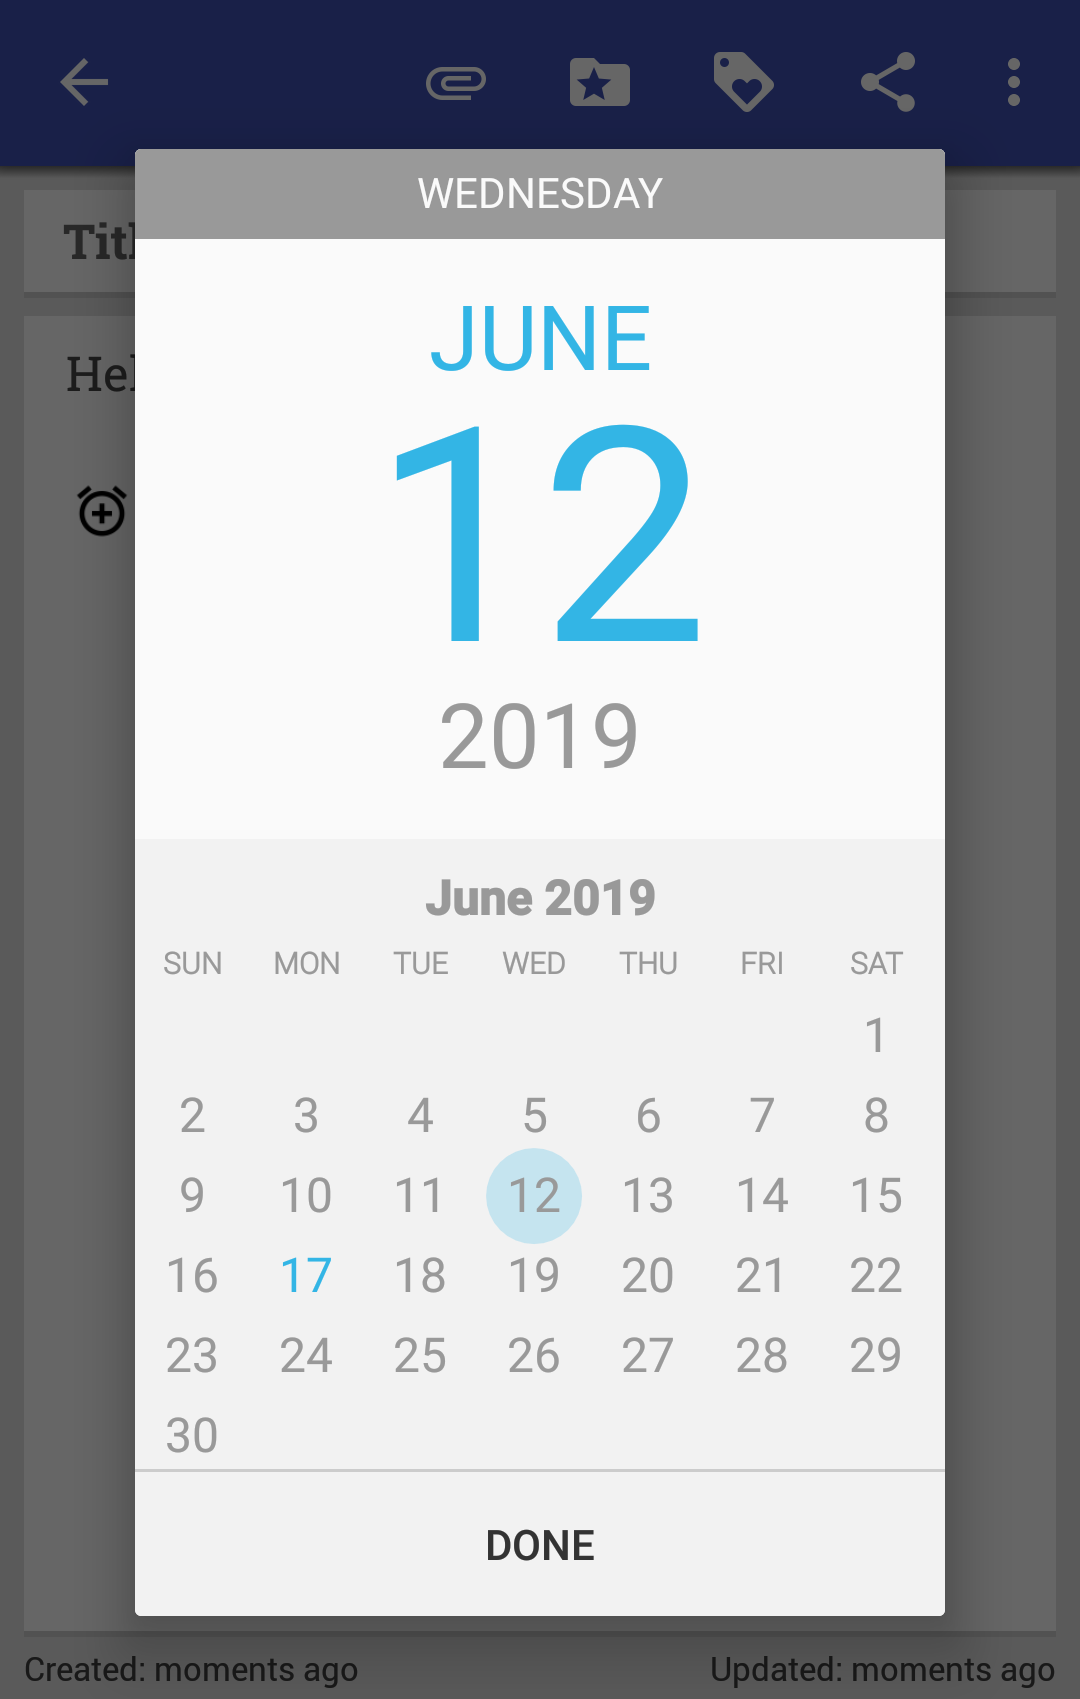 WEDNESDAY
JUNE
12
2019
June 2019
SUN MON TUE WED THU FRI SAT
1
2 3 4 5 6 7 8
9 10 11 12 13 14 15
16 17 18 19 20 21 22
23 24 25 26 27 28 29
30
DONE
Created: moments ago Updated: moments ago